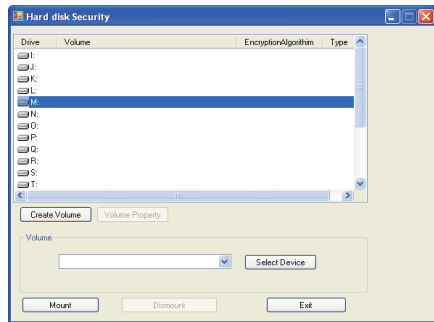 Hard disk Security
Drive Volume EncryptionAlgorithim Type
I:
J:
K:
L:
M:
N:
O:
P:
Q:
R:
S:
T:
Create Volume Volume Property
Volume
Select Device
Mount Dismount Exit